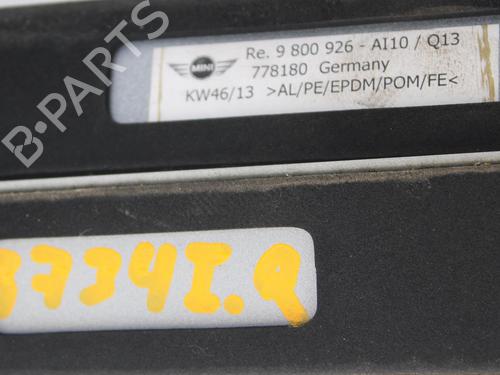 B-PARTS
MINI
Re. 9 800 926 - AI10 / Q13
778180 Germany
KW46/13 >AL/PE/EPDM/POM/FE<
3734I.Q